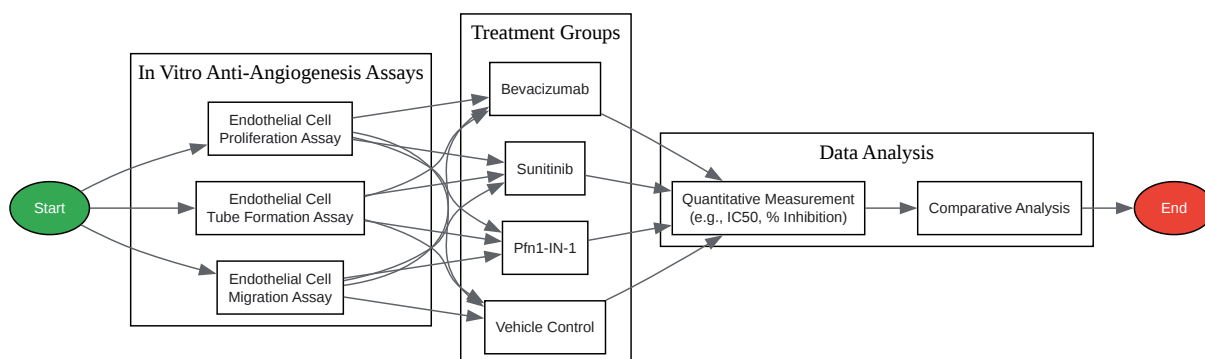 Start
In Vitro Anti-Angiogenesis Assays
Endothelial Cell
Proliferation Assay
Endothelial Cell
Tube Formation Assay
Endothelial Cell
Migration Assay
Treatment Groups
Bevacizumab
Sunitinib
Pfn1-IN-1
Vehicle Control
Data Analysis
Quantitative Measurement
(e.g., IC50, % Inhibition)
Comparative Analysis
End